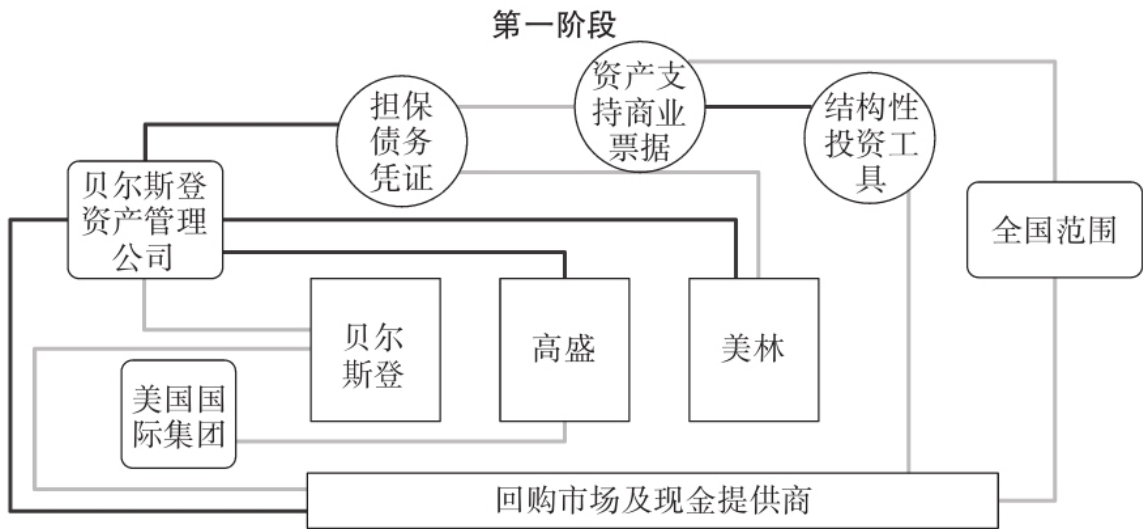 第一阶段
担保
债务
凭证
资产支
持商业
票据
结构性
投资工
具
贝尔斯登
资产管理
公司
全国范围
贝尔
斯登
高盛
美林
美国国
际集团
回购市场及现金提供商